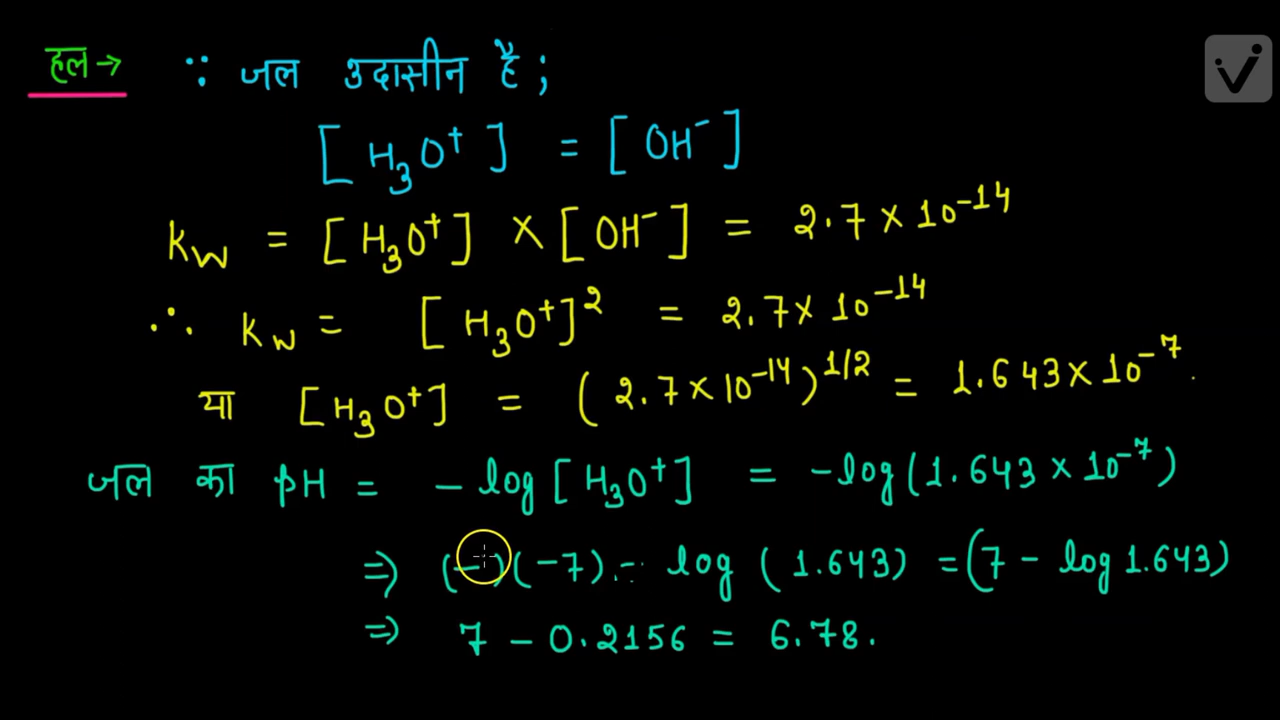 हल→ ∵ जल उदासीन है;
[H₃O⁺] = [OH⁻]
Kw = [H₃O⁺] × [OH⁻] = 2.7 × 10⁻¹⁴
∴ Kw = [H₃O⁺]² = 2.7 × 10⁻¹⁴
या [H₃O⁺] = (2.7 × 10⁻¹⁴)^1/2 = 1.643 × 10⁻⁷.
जल का pH = - log [H₃O⁺] = - log (1.643 × 10⁻⁷)
⇒ (-)(-7) - log (1.643) = (7 - log 1.643)
⇒ 7 - 0.2156 = 6.78.